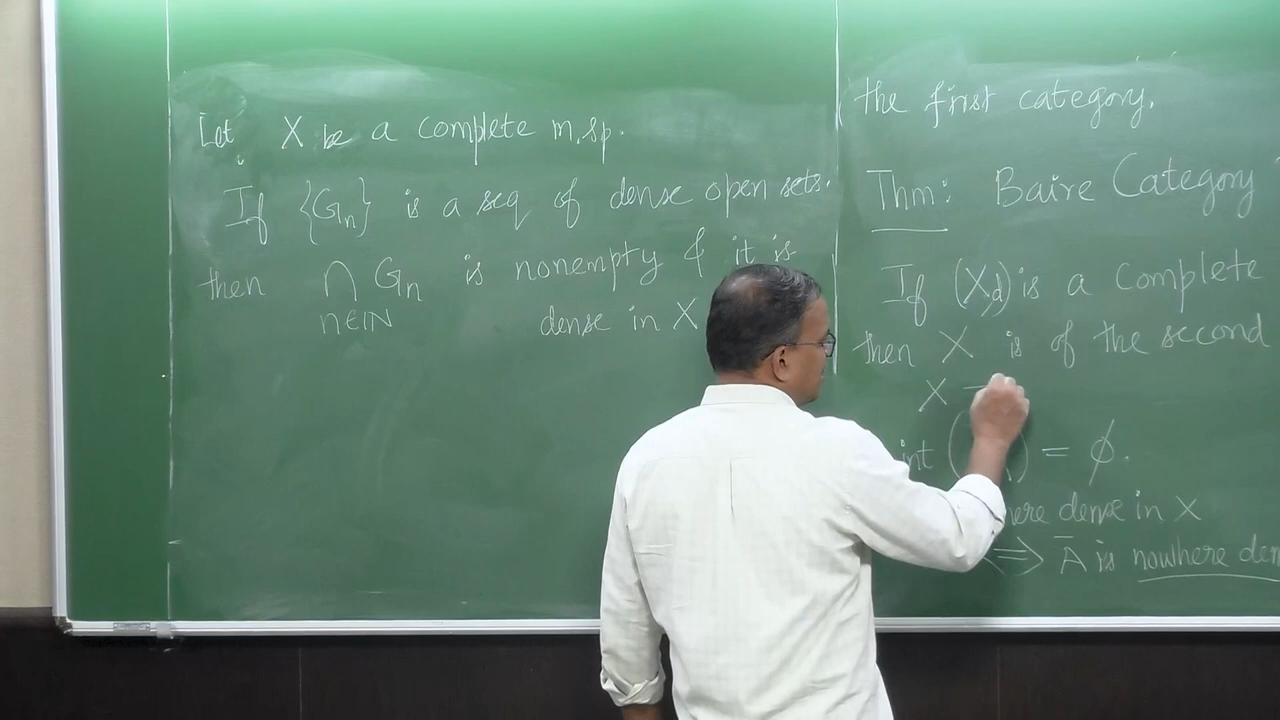 Let X be a complete m.sp.
If {Gn} is a seq of dense open sets.
then ∩ Gn is nonempty & it is
n∈IN dense in X
the first category.
Thm: Baire Category
If (X,d) is a complete
then X is of the second
X
int ( ) = φ.
dense in X
<=> A̅ is nowhere den